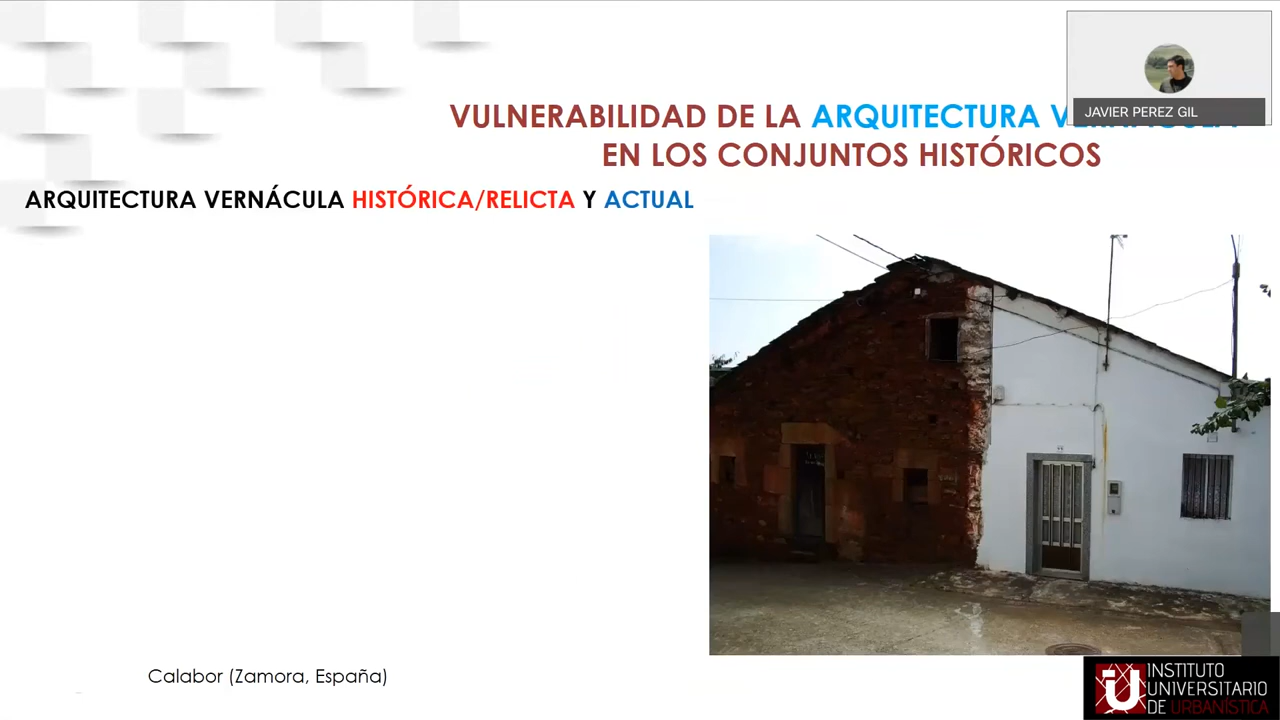 JAVIER PEREZ GIL
VULNERABILIDAD DE LA ARQUITECTURA
EN LOS CONJUNTOS HISTÓRICOS
ARQUITECTURA VERNÁCULA HISTÓRICA/RELICTA Y ACTUAL
Calabor (Zamora, España)
INSTITUTO
UNIVERSITARIO
DE URBANÍSTICA